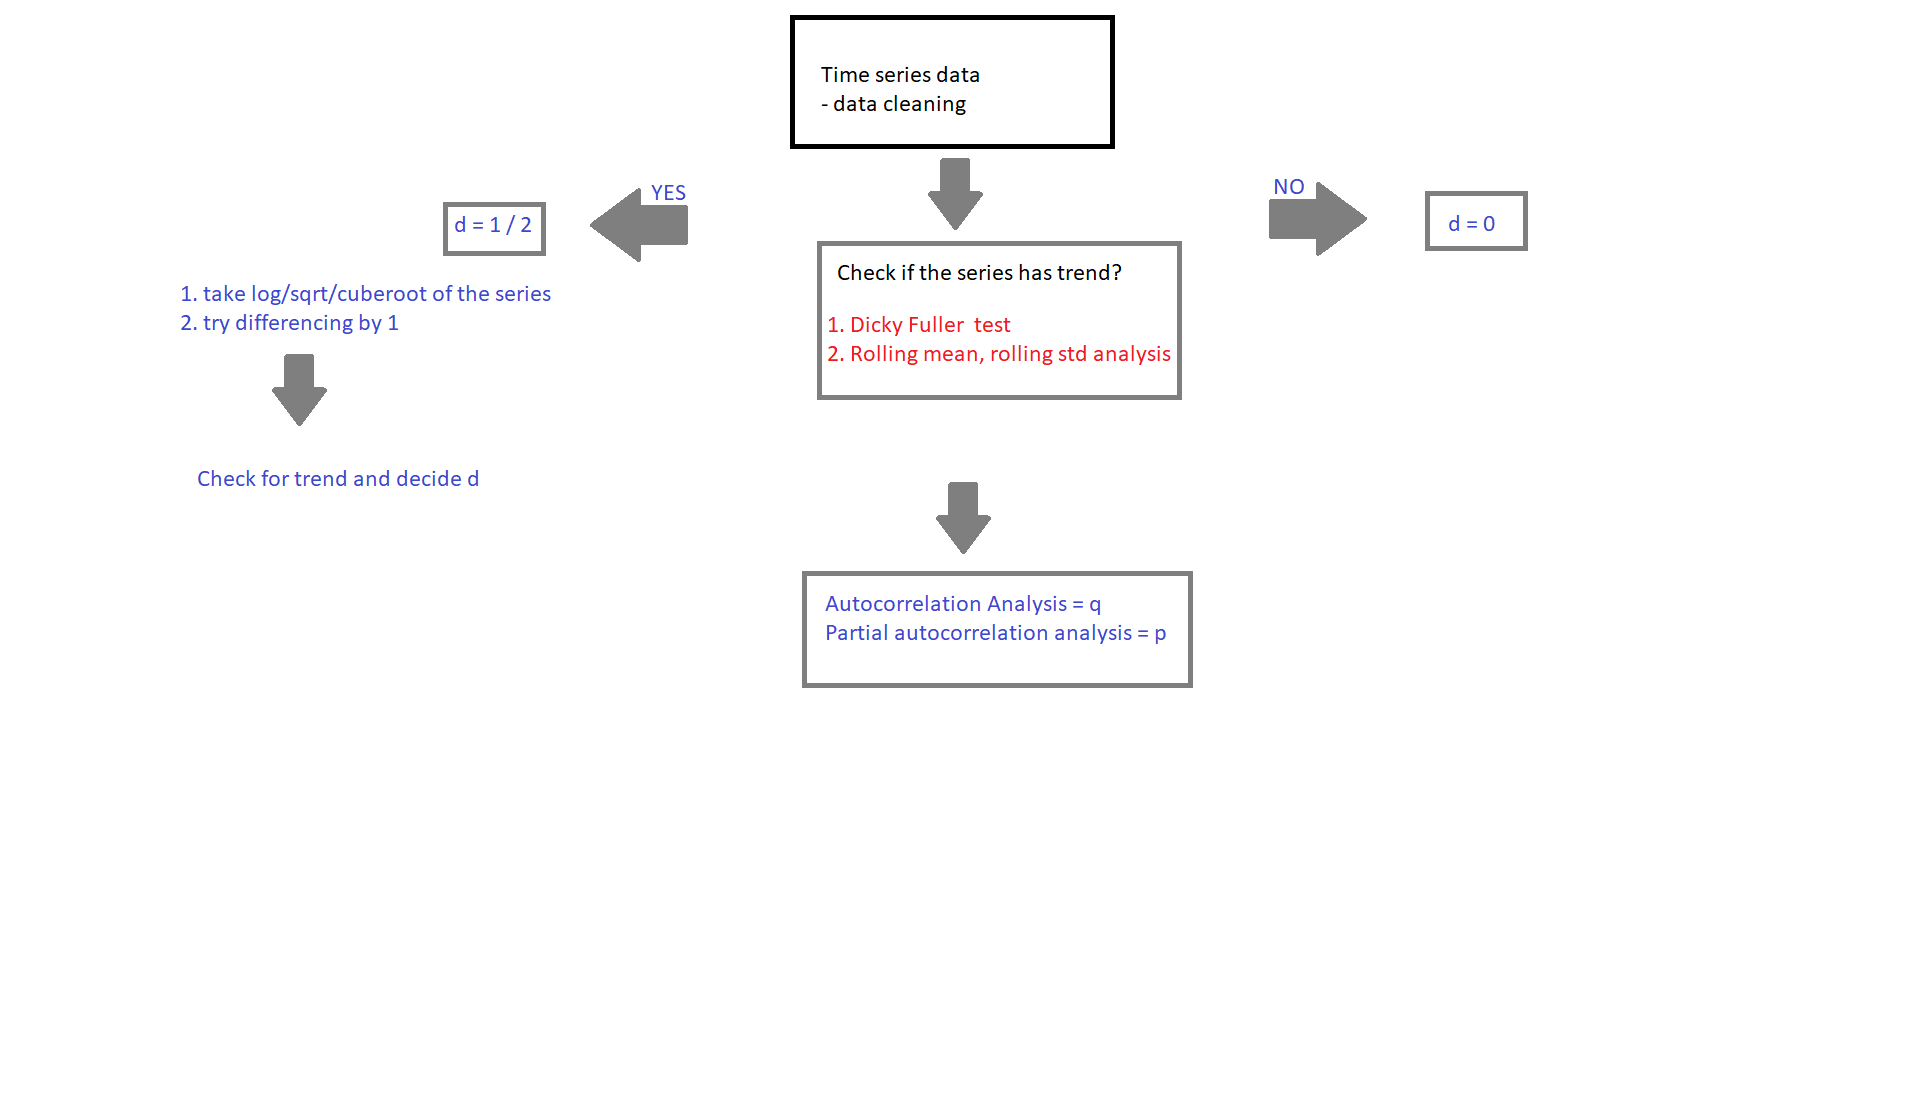 Time series data
- data cleaning
YES
NO
d = 1 / 2
d = 0
Check if the series has trend?
1. Dicky Fuller  test
2. Rolling mean, rolling std analysis
1. take log/sqrt/cuberoot of the series
2. try differencing by 1
Check for trend and decide d
Autocorrelation Analysis = q
Partial autocorrelation analysis = p